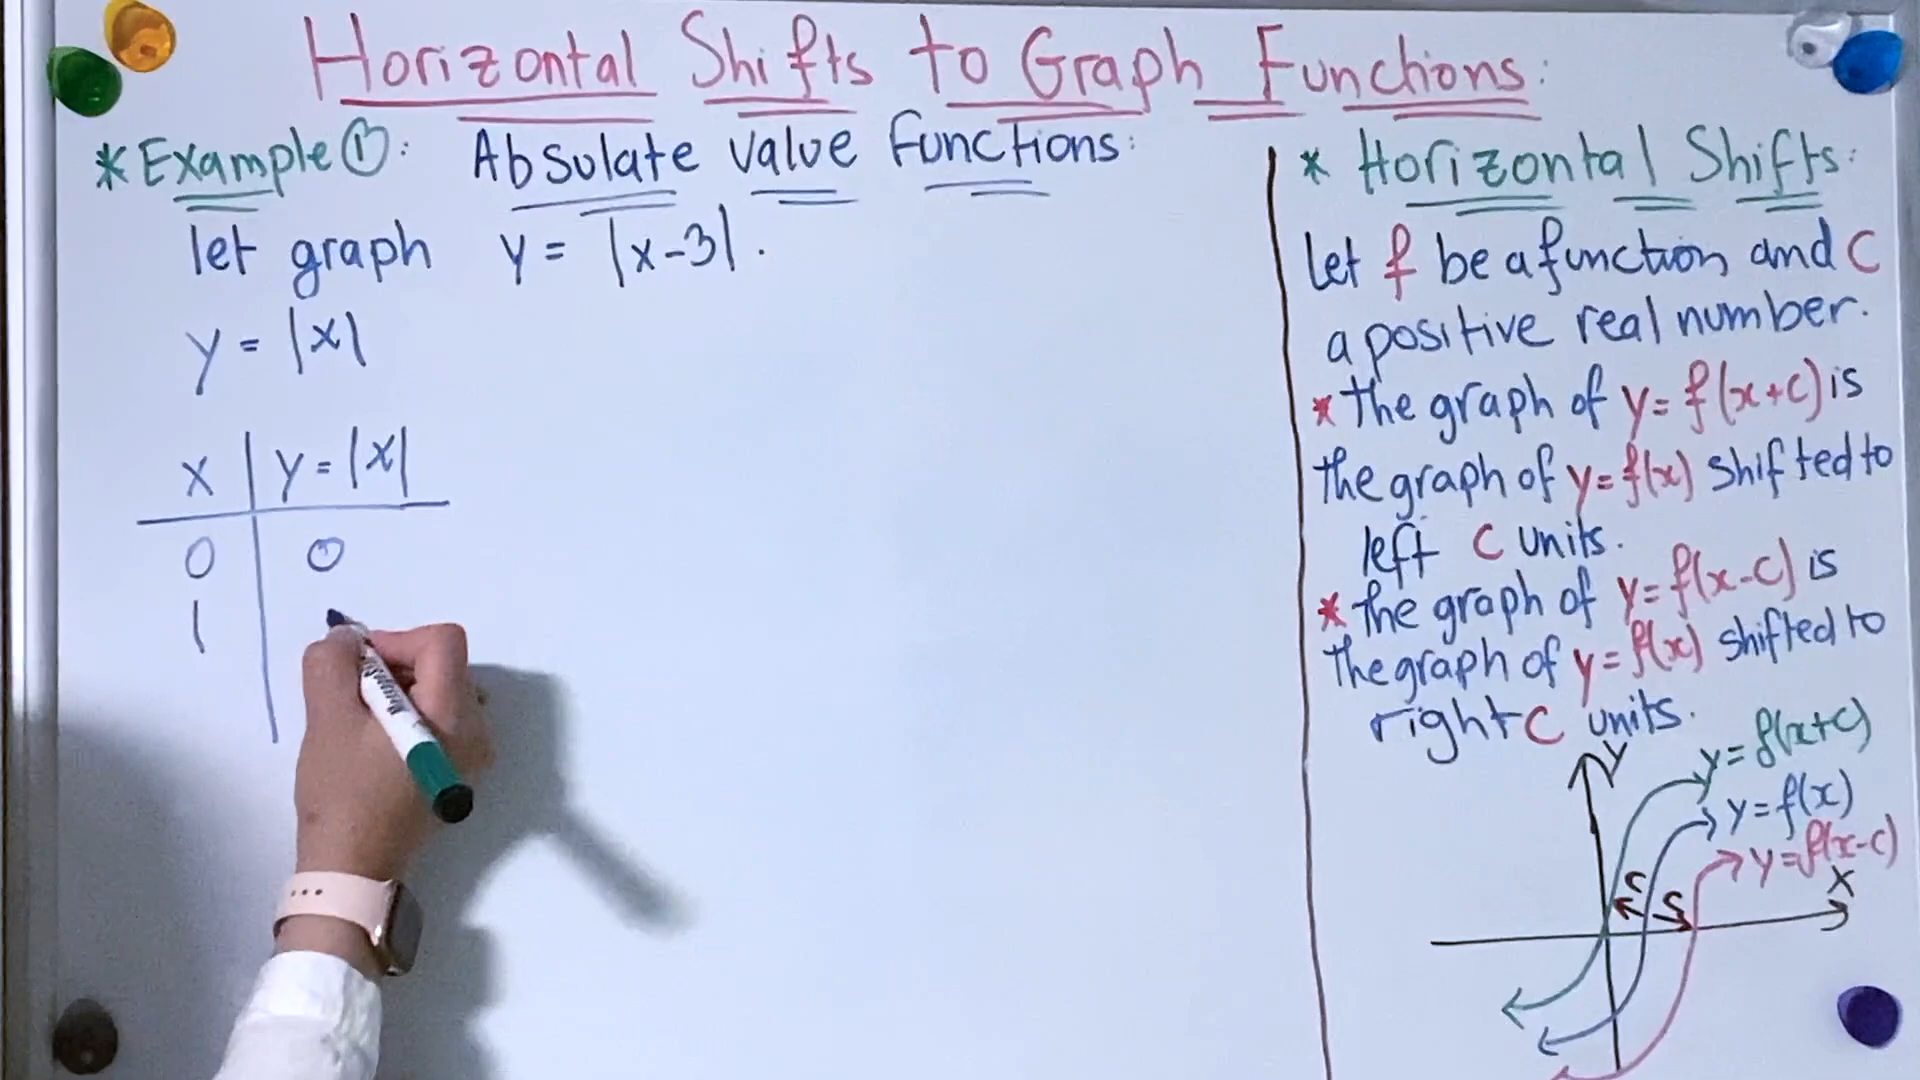 Horizontal Shifts to Graph Functions:
* Example ①: Absulate value functions:
let graph y = |x-3|.
y = |x|
x | y = |x|
0 | 0
1
* Horizontal Shifts:
let f be a function and C
a positive real number.
* the graph of y = f(x+c) is
the graph of y = f(x) shifted to
left C units.
* the graph of y = f(x-c) is
the graph of y = f(x) shifted to
right C units.
y
y = f(x+c)
y = f(x)
y = f(x-c)
x
c c